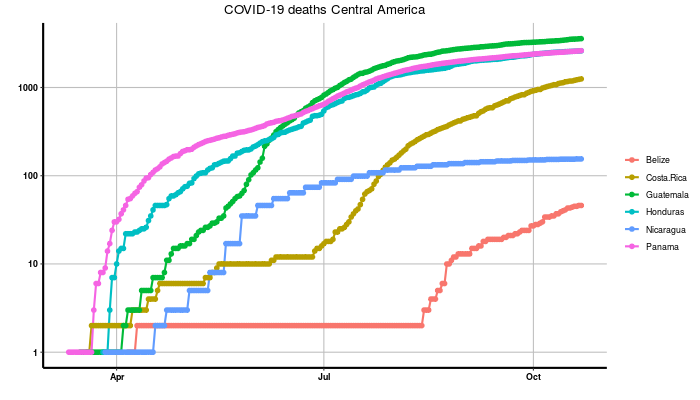 COVID-19 deaths Central America
1000
100
10
1
Apr
Jul
Oct
Belize
Costa.Rica
Guatemala
Honduras
Nicaragua
Panama